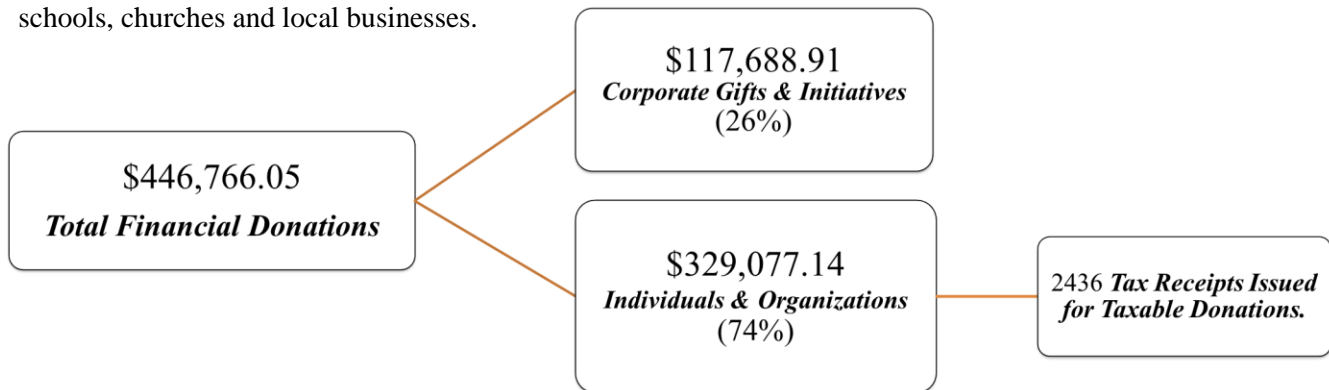 schools, churches and local businesses.
$117,688.91
Corporate Gifts & Initiatives
(26%)
$446,766.05
Total Financial Donations
$329,077.14
Individuals & Organizations
(74%)
2436 Tax Receipts Issued
for Taxable Donations.